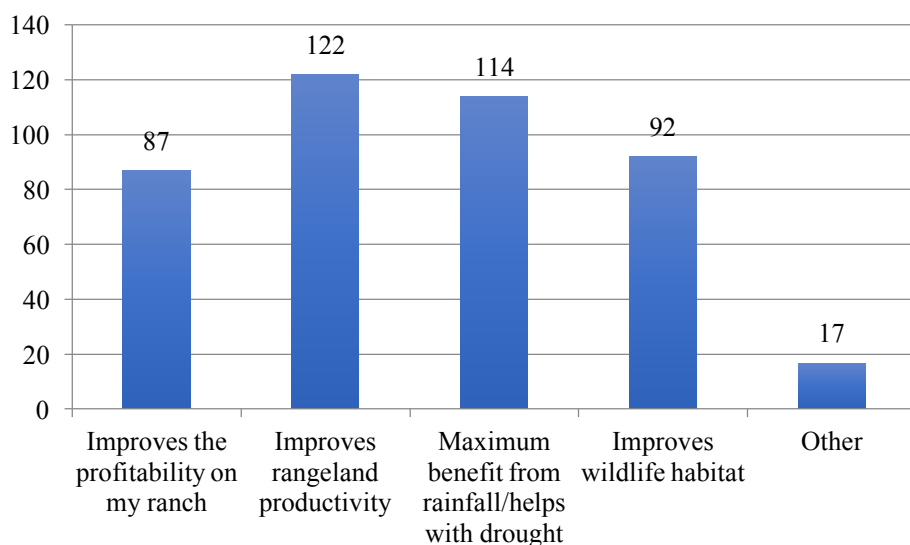 140
120
100
80
60
40
20
0
87
122
114
92
17
Improves the
profitability on
my ranch
Improves
rangeland
productivity
Maximum
benefit from
rainfall/helps
with drought
Improves
wildlife habitat
Other